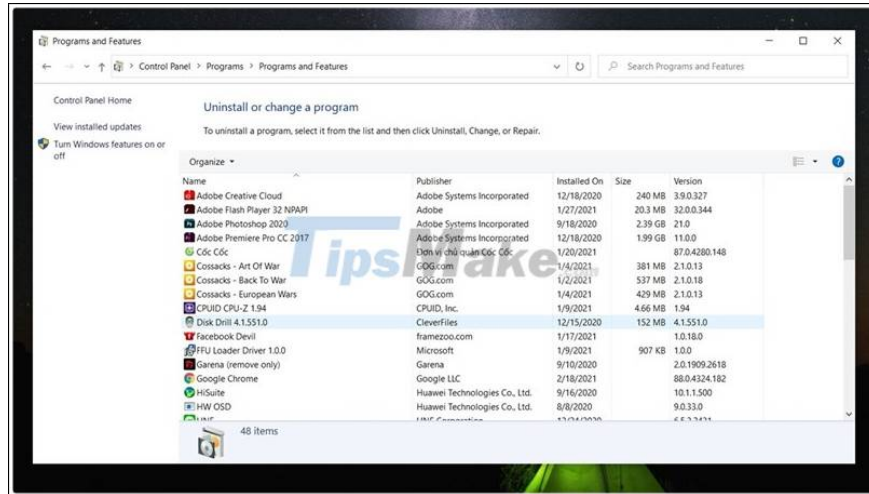 Programs and Features
Control Panel > Programs > Programs and Features
Search Programs and Features
Control Panel Home
View installed updates
Turn Windows features on or
off
Uninstall or change a program
To uninstall a program, select it from the list and then click Uninstall, Change, or Repair.
Organize
Name Publisher Installed On Size Version
Adobe Creative Cloud Adobe Systems Incorporated 12/18/2020 240 MB 3.9.0.327
Adobe Flash Player 32 NPAPI Adobe 1/27/2021 20.3 MB 32.0.0.344
Adobe Photoshop 2020 Adobe Systems Incorporated 9/18/2020 2.39 GB 21.0
Adobe Premiere Pro CC 2017 Adobe Systems Incorporated 12/18/2020 1.99 GB 11.0.0
Cốc Cốc Đơn vị chủ quản Cốc Cốc 1/20/2021 87.0.4280.148
Cossacks - Art Of War GOG.com 1/4/2021 381 MB 2.1.0.13
Cossacks - Back To War GOG.com 1/2/2021 537 MB 2.1.0.18
Cossacks - European Wars GOG.com 1/4/2021 429 MB 2.1.0.13
CPUID CPU-Z 1.94 CPUID, Inc. 1/9/2021 4.66 MB 1.94
Disk Drill 4.1.551.0 CleverFiles 12/15/2020 152 MB 4.1.551.0
Facebook Devil framezoo.com 1/17/2021 1.0.18.0
FFU Loader Driver 1.0.0 Microsoft 1/9/2021 907 KB 1.0.0
Garena (remove only) Garena 9/10/2020 2.0.1909.2618
Google Chrome Google LLC 2/18/2021 88.0.4324.182
HiSuite Huawei Technologies Co., Ltd. 9/16/2020 10.1.1.500
HW OSD Huawei Technologies Co., Ltd. 8/8/2020 9.0.33.0
48 items
TipsMake